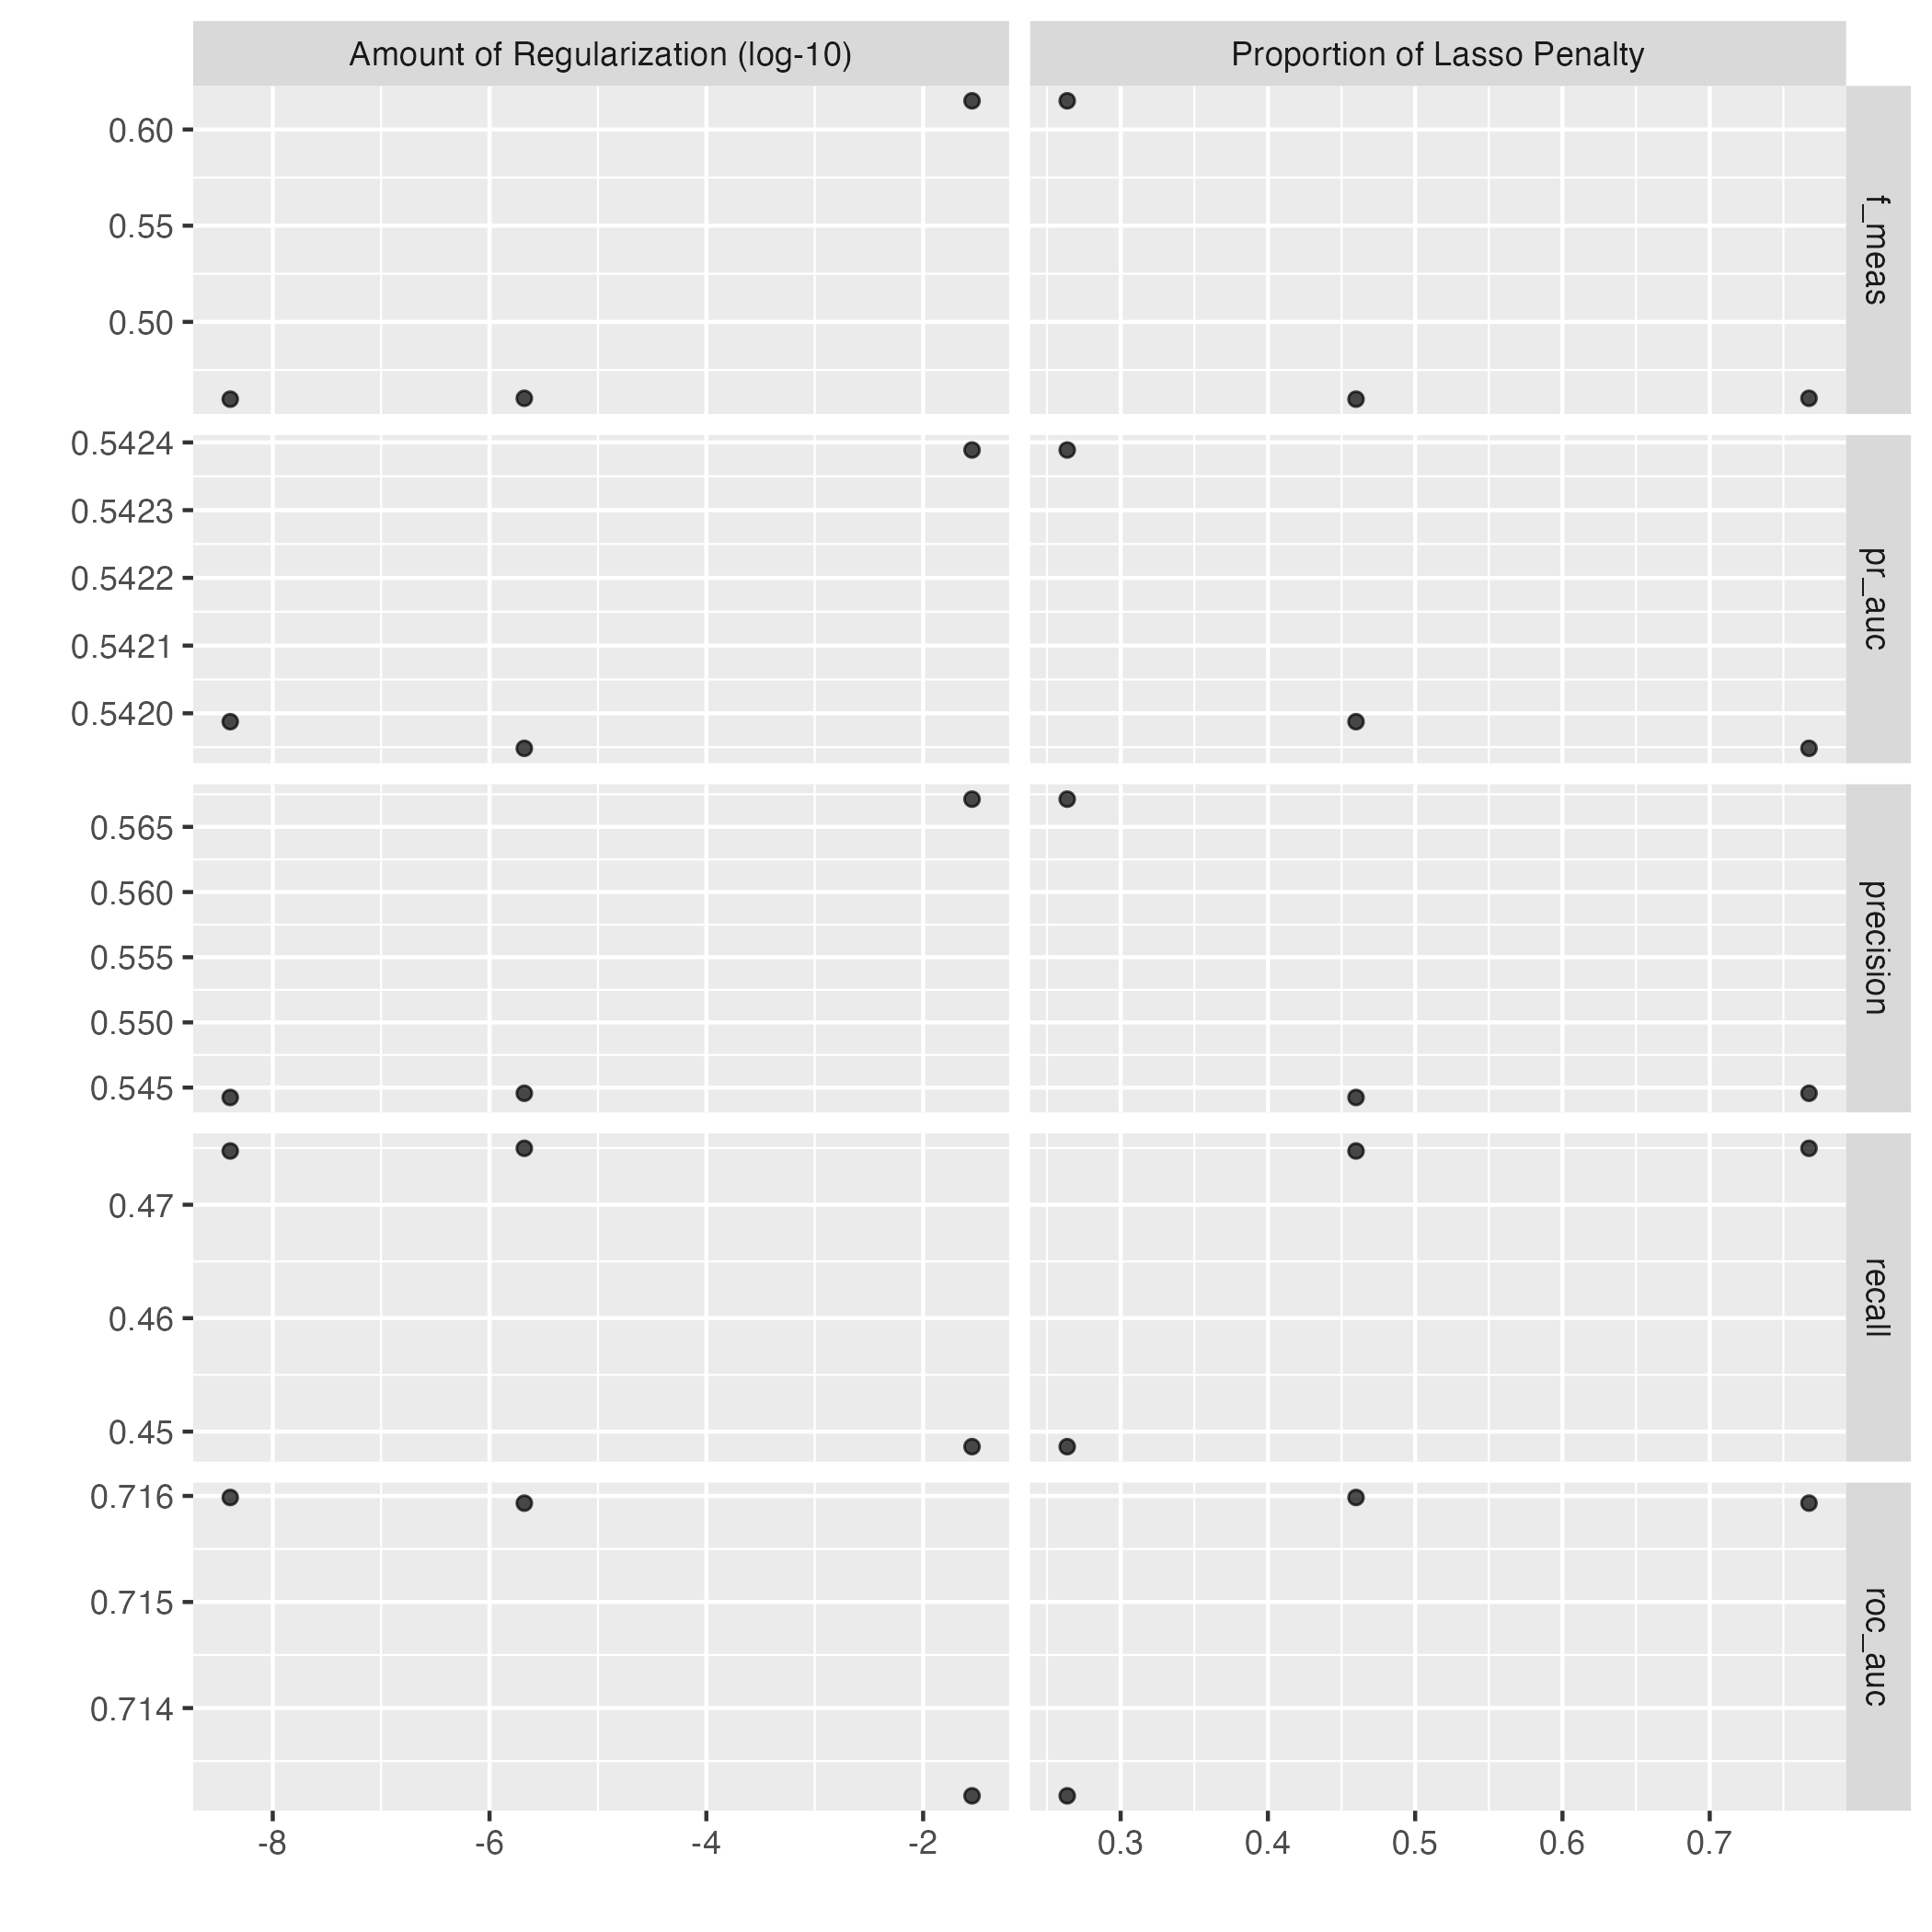 Amount of Regularization (log-10)
Proportion of Lasso Penalty
0.60
0.55
0.50
f_meas
0.5424
0.5423
0.5422
0.5421
0.5420
pr_auc
0.565
0.560
0.555
0.550
0.545
precision
0.47
0.46
0.45
recall
0.716
0.715
0.714
roc_auc
-8 -6 -4 -2
0.3 0.4 0.5 0.6 0.7